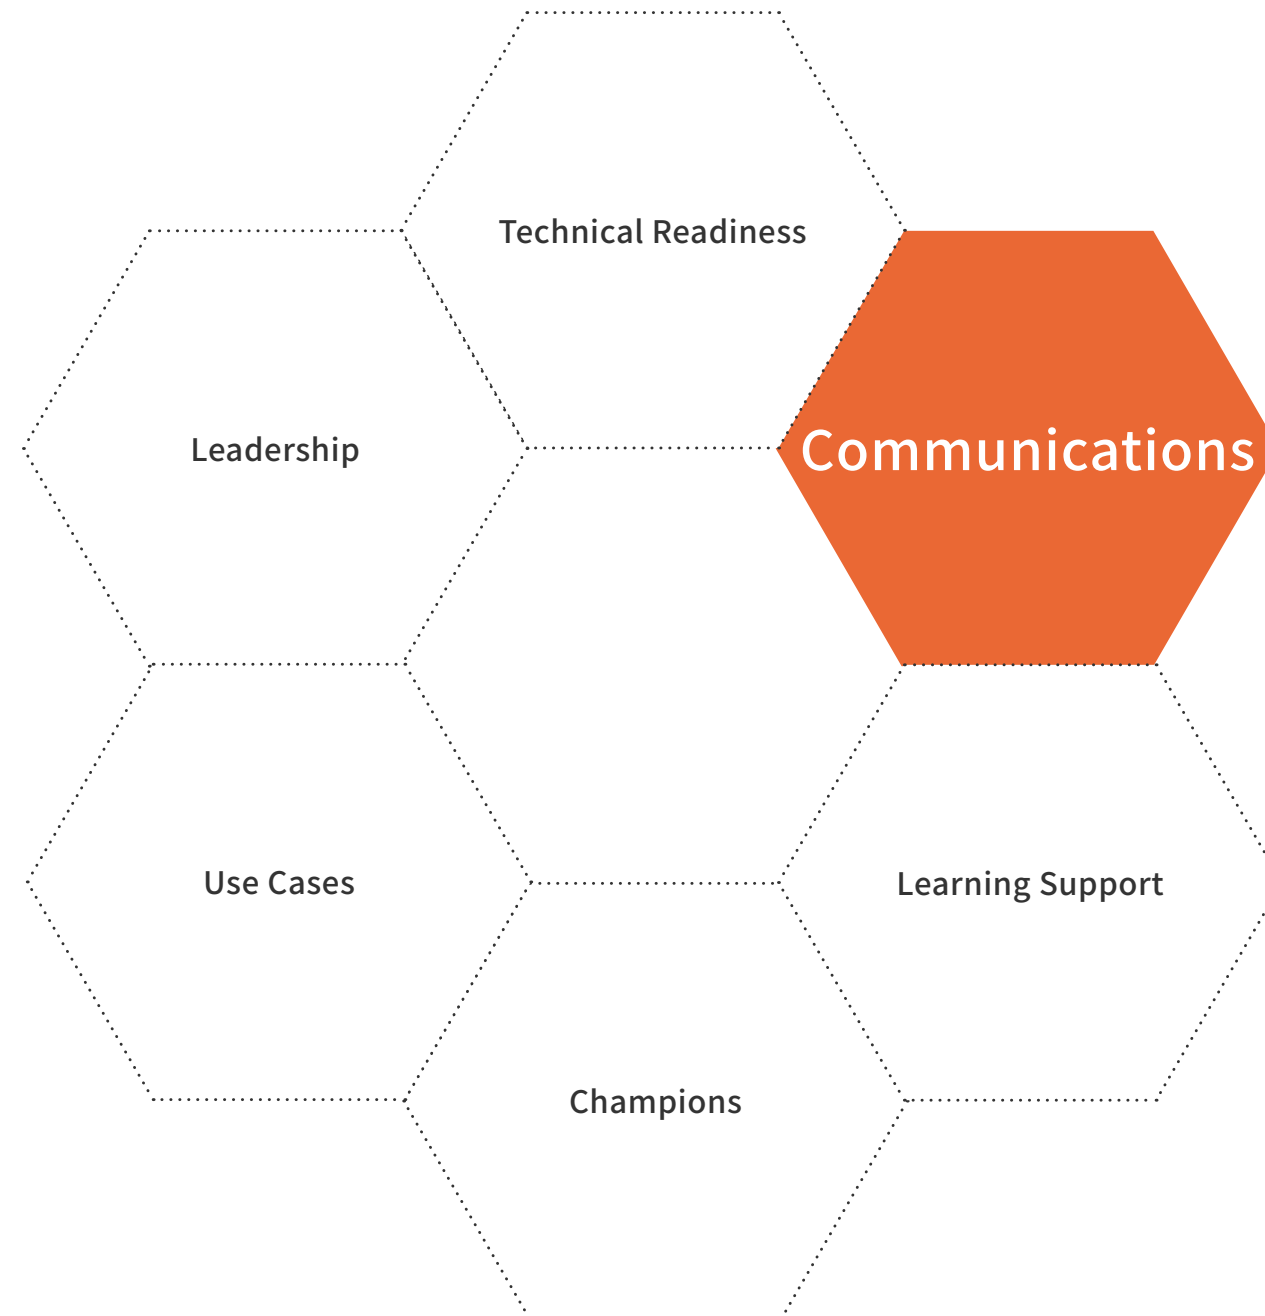 Technical Readiness
Leadership
Communications
Use Cases
Learning Support
Champions